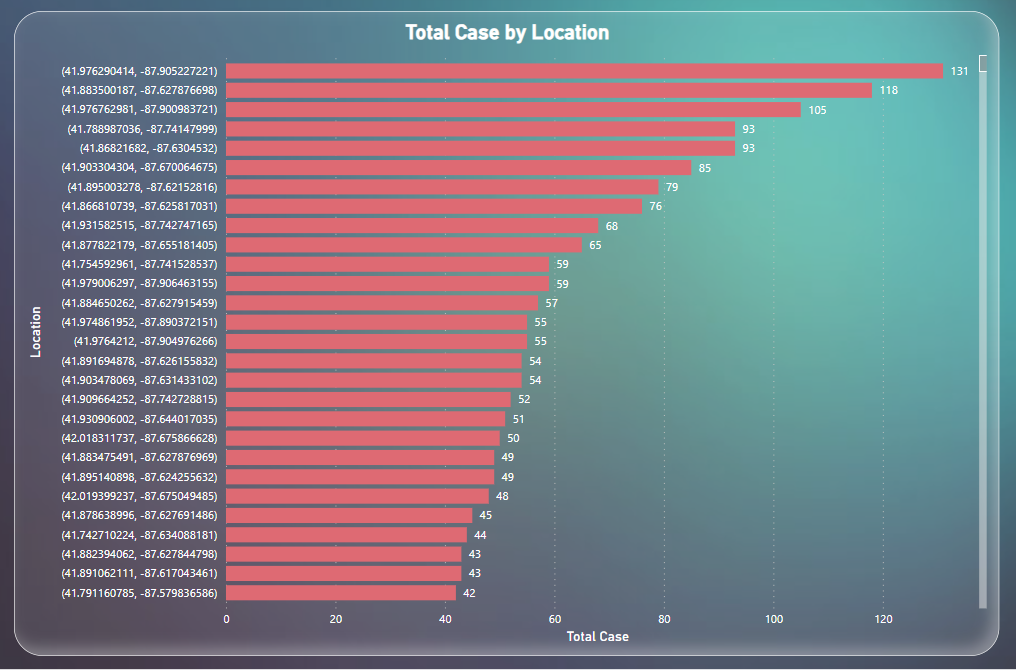 Total Case by Location
(41.976290414, -87.905227221) 131
(41.883500187, -87.627876698) 118
(41.976762981, -87.900983721) 105
(41.788987036, -87.74147999) 93
(41.86821682, -87.6304532) 93
(41.903304304, -87.670064675) 85
(41.895003278, -87.62152816) 79
(41.866810739, -87.625817031) 76
(41.931582515, -87.742747165) 68
(41.877822179, -87.655181405) 65
(41.754592961, -87.741528537) 59
(41.979006297, -87.906463155) 59
(41.884650262, -87.627915459) 57
(41.974861952, -87.890372151) 55
(41.9764212, -87.904976266) 55
(41.891694878, -87.626155832) 54
(41.903478069, -87.631433102) 54
(41.909664252, -87.742728815) 52
(41.930906002, -87.644017035) 51
(42.018311737, -87.675866628) 50
(41.883475491, -87.627876969) 49
(41.895140898, -87.624255632) 49
(42.019399237, -87.675049485) 48
(41.878638996, -87.627691486) 45
(41.742710224, -87.634088181) 44
(41.882394062, -87.627844798) 43
(41.891062111, -87.617043461) 43
(41.791160785, -87.579836586) 42
Location
0 20 40 60 80 100 120
Total Case